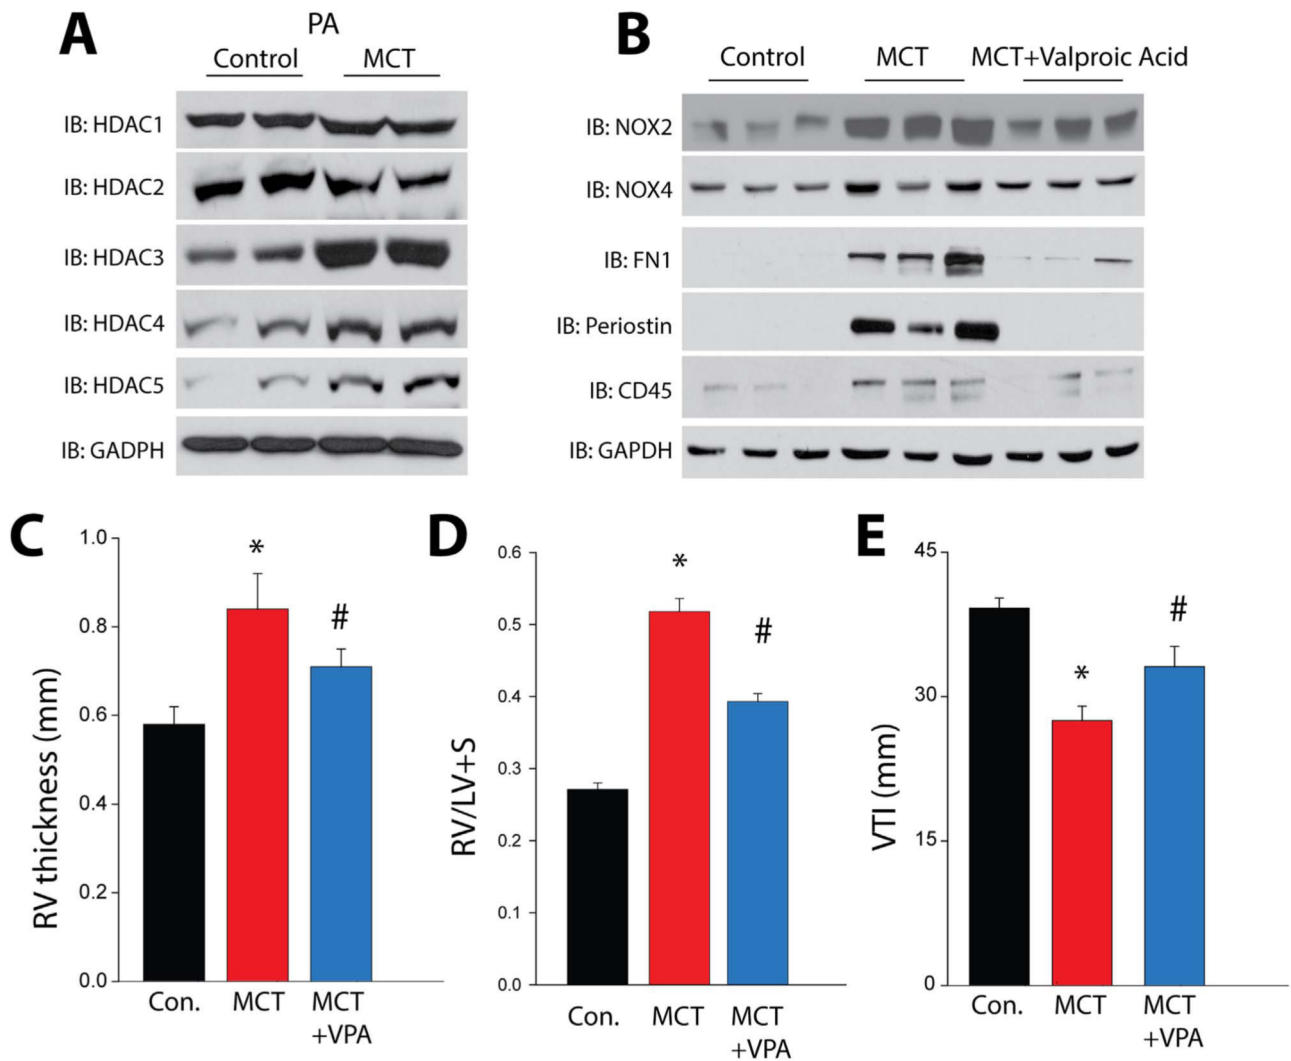 A
PA
Control MCT
IB: HDAC1
IB: HDAC2
IB: HDAC3
IB: HDAC4
IB: HDAC5
IB: GADPH
B
Control MCT MCT+Valproic Acid
IB: NOX2
IB: NOX4
IB: FN1
IB: Periostin
IB: CD45
IB: GAPDH
C
RV thickness (mm)
1.0
0.8
0.6
0.4
0.2
0.0
*
#
Con. MCT MCT
+VPA
D
RV/LV+S
0.6
0.5
0.4
0.3
0.2
0.1
0.0
*
#
Con. MCT MCT
+VPA
E
VTI (mm)
45
30
15
0
*
#
Con. MCT MCT
+VPA